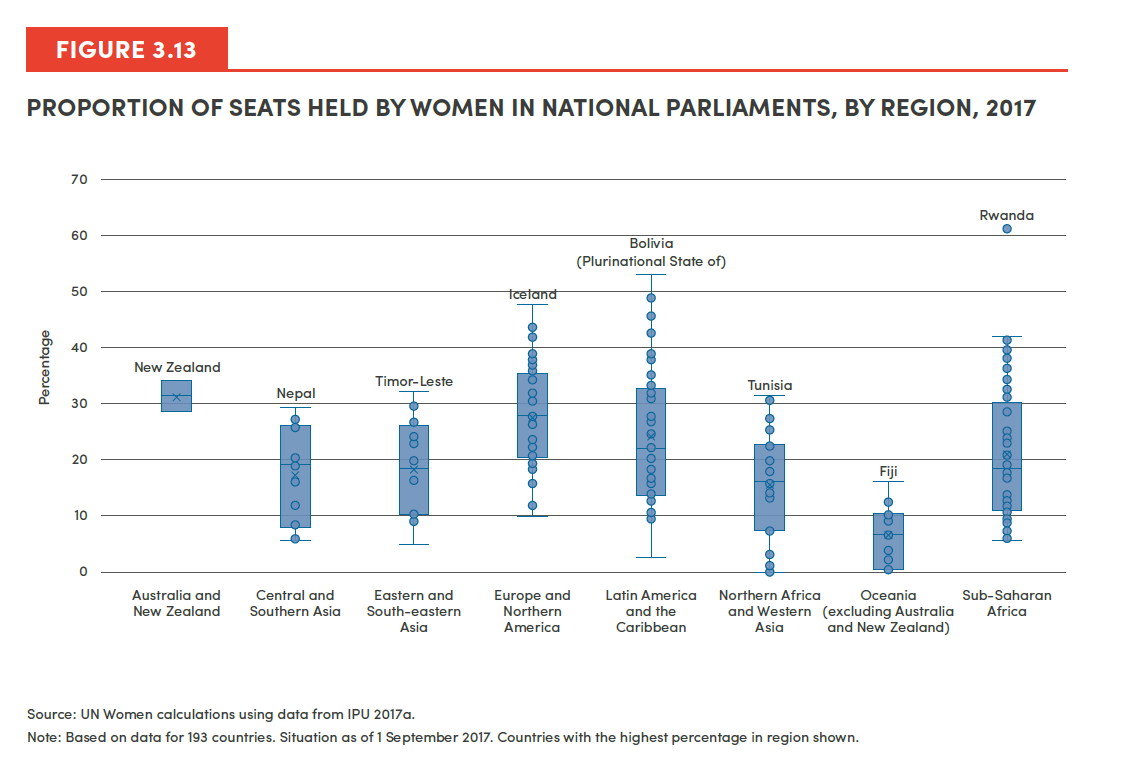 FIGURE 3.13
PROPORTION OF SEATS HELD BY WOMEN IN NATIONAL PARLIAMENTS, BY REGION, 2017
Percentage
70
60
50
40
30
20
10
0
New Zealand
Nepal
Timor-Leste
Iceland
Bolivia
(Plurinational State of)
Tunisia
Fiji
Rwanda
Australia and
New Zealand
Central and
Southern Asia
Eastern and
South-eastern
Asia
Europe and
Northern
America
Latin America
and the
Caribbean
Northern Africa
and Western
Asia
Oceania
(excluding Australia
and New Zealand)
Sub-Saharan
Africa
Source: UN Women calculations using data from IPU 2017a.
Note: Based on data for 193 countries. Situation as of 1 September 2017. Countries with the highest percentage in region shown.